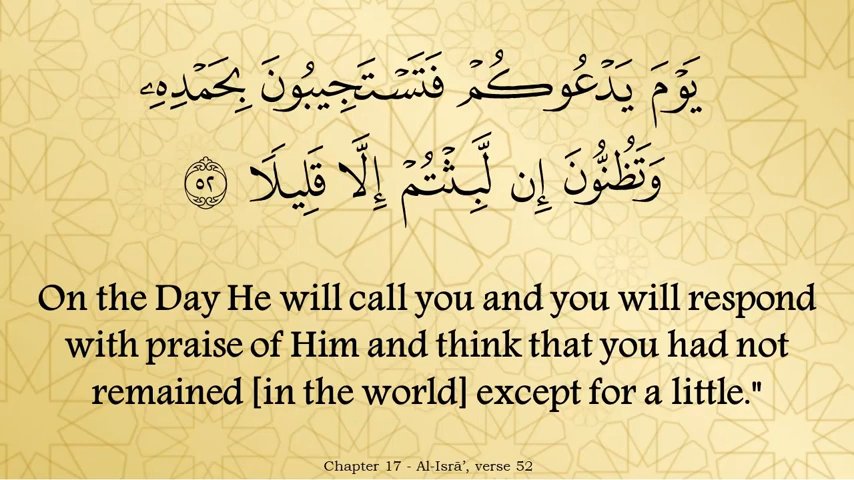 يَوْمَ يَدْعُوكُمْ فَتَسْتَجِيبُونَ بِحَمْدِهِۦ
وَتَظُنُّونَ إِن لَّبِثْتُمْ إِلَّا قَلِيلًا ٥٢
On the Day He will call you and you will respond
with praise of Him and think that you had not
remained [in the world] except for a little."
Chapter 17 - Al-Isrā’, verse 52